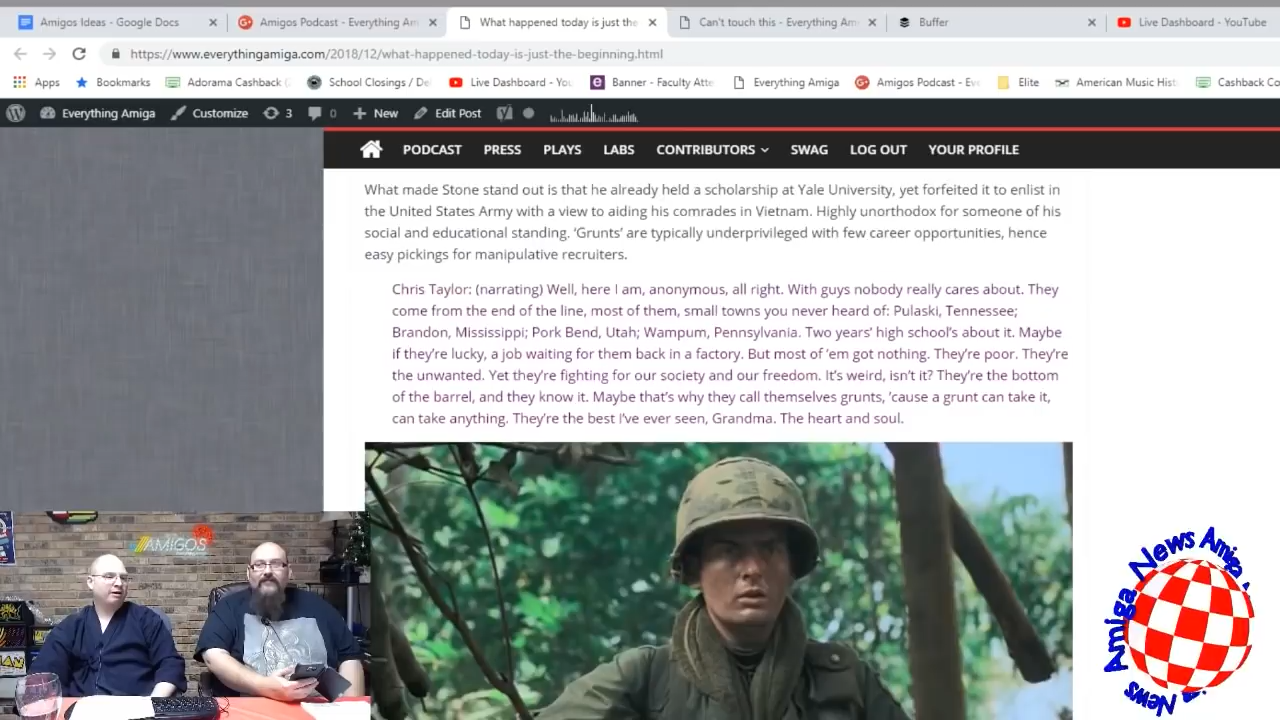 Amigos Ideas - Google Docs
Amigos Podcast - Everything Am
What happened today is just the
Can't touch this - Everything Am
Buffer
Live Dashboard - YouTube
https://www.everythingamiga.com/2018/12/what-happened-today-is-just-the-beginning.html
Apps
Bookmarks
Adorama Cashback (
School Closings / De
Live Dashboard - You
Banner - Faculty Atte
Everything Amiga
Amigos Podcast - Eve
Elite
American Music Hist
Cashback Co
Everything Amiga
Customize
3
0
New
Edit Post
PODCAST
PRESS
PLAYS
LABS
CONTRIBUTORS
SWAG
LOG OUT
YOUR PROFILE
What made Stone stand out is that he already held a scholarship at Yale University, yet forfeited it to enlist in
the United States Army with a view to aiding his comrades in Vietnam. Highly unorthodox for someone of his
social and educational standing. 'Grunts' are typically underprivileged with few career opportunities, hence
easy pickings for manipulative recruiters.
Chris Taylor: (narrating) Well, here I am, anonymous, all right. With guys nobody really cares about. They
come from the end of the line, most of them, small towns you never heard of: Pulaski, Tennessee;
Brandon, Mississippi; Pork Bend, Utah; Wampum, Pennsylvania. Two years' high school's about it. Maybe
if they're lucky, a job waiting for them back in a factory. But most of 'em got nothing. They're poor. They're
the unwanted. Yet they're fighting for our society and our freedom. It's weird, isn't it? They're the bottom
of the barrel, and they know it. Maybe that's why they call themselves grunts, 'cause a grunt can take it,
can take anything. They're the best I've ever seen, Grandma. The heart and soul.
AMIGOS
Amiga News Amiga
News